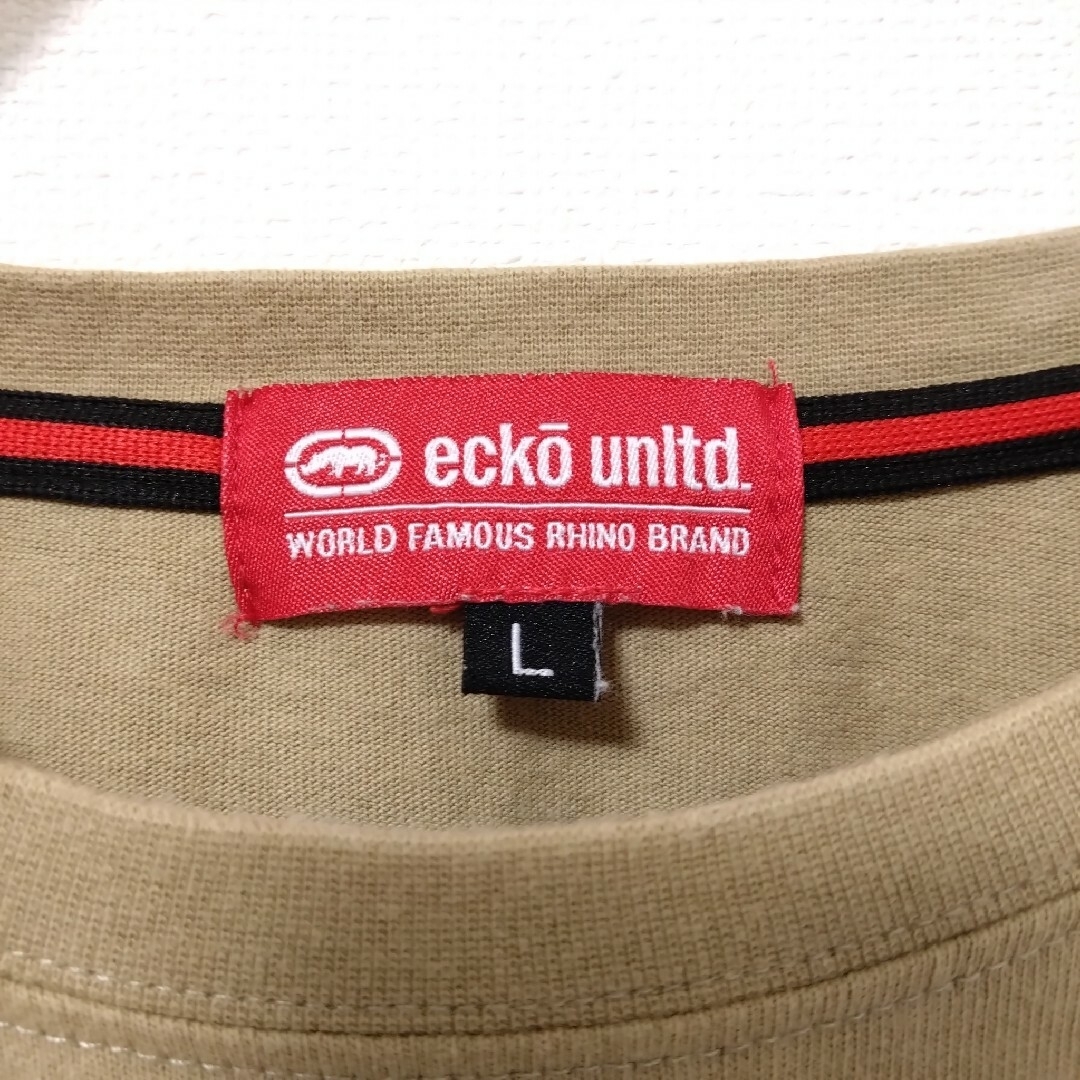 eckō unltd.
WORLD FAMOUS RHINO BRAND
L